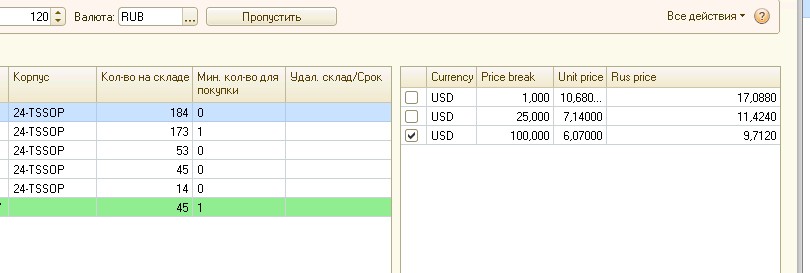 120 Валюта: RUB ... Пропустить Все действия ?
Корпус Кол-во на складе Мин. кол-во для покупки Удал. склад/Срок
24-TSSOP 184 0
24-TSSOP 173 1
24-TSSOP 53 0
24-TSSOP 45 0
24-TSSOP 14 0
45 1
Currency Price break Unit price Rus price
USD 1,000 10,680... 17,0880
USD 25,000 7,14000 11,4240
USD 100,000 6,07000 9,7120